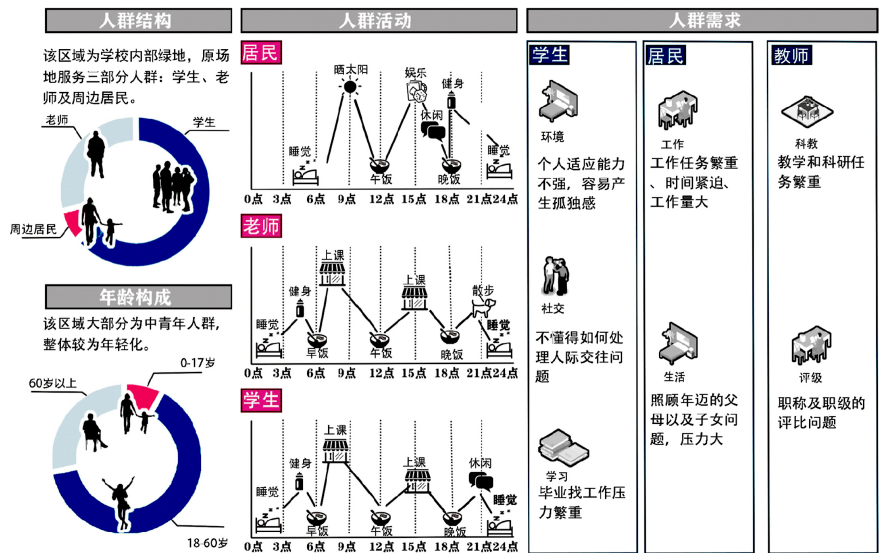 人群结构
该区域为学校内部绿地，原场
地服务三部分人群：学生、老
师及周边居民。
老师
学生
周边居民
年龄构成
该区域大部分为中青年人群，
整体较为年轻化。
0-17岁
60岁以上
18-60岁
人群活动
居民
晒太阳
娱乐
健身
休闲
睡觉
午饭
晚饭
睡觉
0点 3点 6点 9点 12点 15点 18点 21点 24点
老师
上课
上课
健身
散步
睡觉
早饭
午饭
晚饭
睡觉
0点 3点 6点 9点 12点 15点 18点 21点 24点
学生
上课
上课
健身
休闲
睡觉
早饭
午饭
晚饭
睡觉
0点 3点 6点 9点 12点 15点 18点 21点 24点
人群需求
学生
环境
个人适应能力
不强，容易产
生孤独感
社交
不懂得如何处
理人际交往问
题
学习
毕业找工作压
力繁重
居民
工作
工作任务繁重
、时间紧迫、
工作量大
生活
照顾年迈的父
母以及子女问
题，压力大
教师
科教
教学和科研任
务繁重
评级
职称及职级的
评比问题